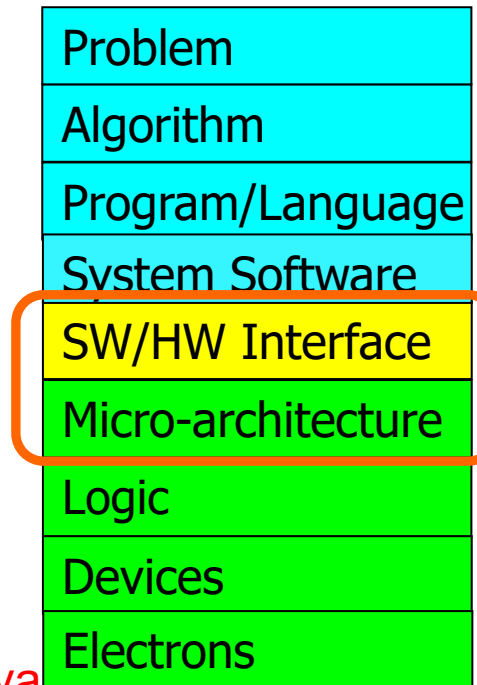 Problem
Algorithm
Program/Language
System Software
SW/HW Interface
Micro-architecture
Logic
Devices
Electrons